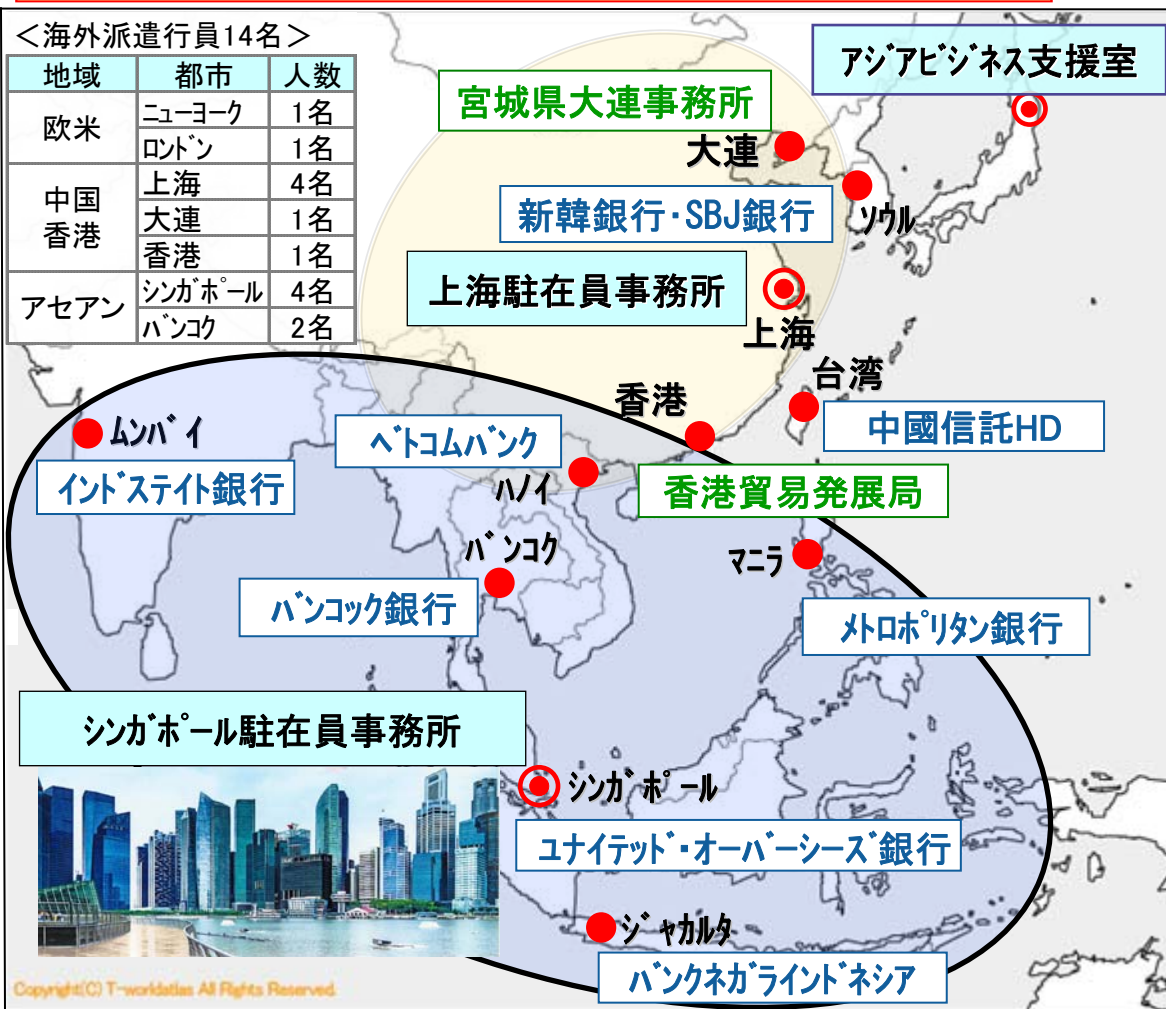 ＜海外派遣行員14名＞
地域 都市 人数
欧米 ニューヨーク 1名
ロンドン 1名
中国 香港 上海 4名
大連 1名
香港 1名
アセアン シンガポール 4名
バンコク 2名
アジアビジネス支援室
宮城県大連事務所
大連
新韓銀行・SBJ銀行
ソウル
上海駐在員事務所
上海
台湾
中國信託HD
香港
香港貿易発展局
ムンバイ
インドステイト銀行
ベトコムバンク
ハノイ
バンコク
バンコック銀行
マニラ
メトロポリタン銀行
シンガポール駐在員事務所
シンガポール
ユナイテッド・オーバーシーズ銀行
ジャカルタ
バンクネガラインドネシア
Copyright(C) T-worldatlas All Rights Reserved.